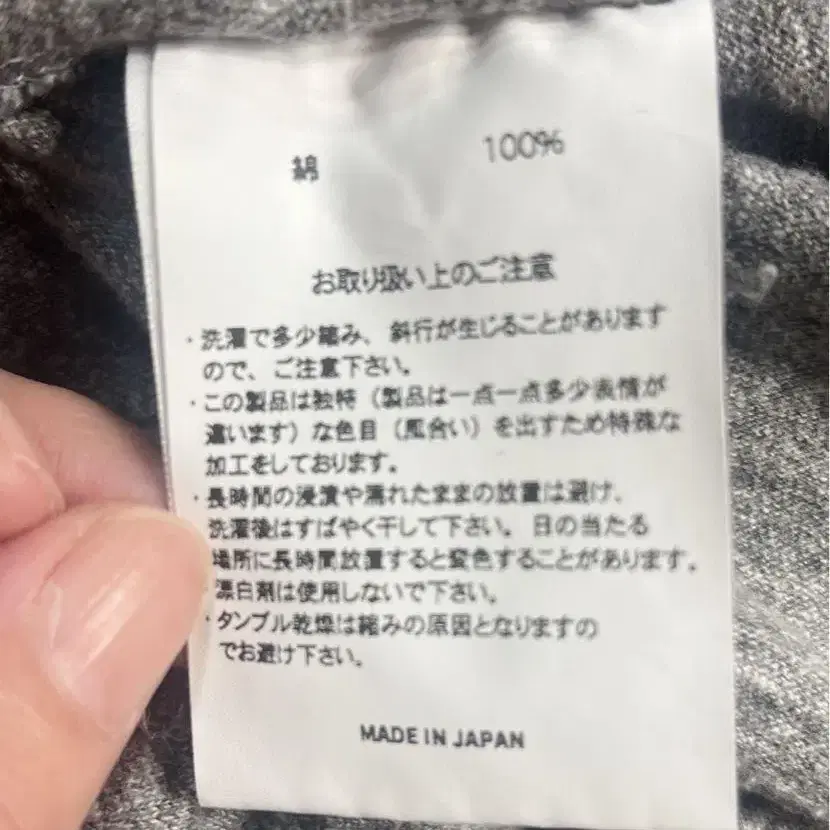 綿 100%
お取り扱い上のご注意
・洗濯で多少縮み、斜行が生じることがあります
ので、ご注意下さい。
・この製品は独特（製品は一点一点多少表情が
違います）な色目（風合い）を出すため特殊な
加工をしております。
・長時間の浸漬や濡れたままの放置は避け、
洗濯後はすばやく干して下さい。日の当たる
場所に長時間放置すると変色することがあります。
・漂白剤は使用しないで下さい。
・タンブル乾燥は縮みの原因となりますの
でお避け下さい。
MADE IN JAPAN